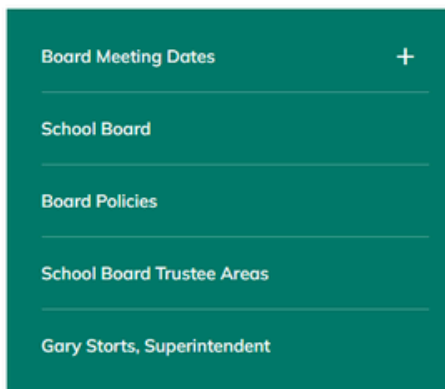 Board Meeting Dates +
School Board
Board Policies
School Board Trustee Areas
Gary Storts, Superintendent